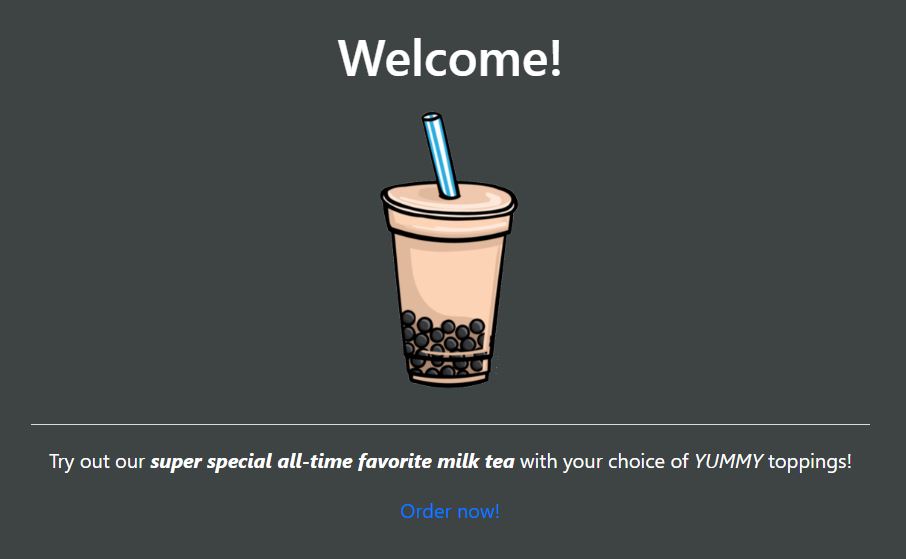 Welcome!
Try out our super special all-time favorite milk tea with your choice of YUMMY toppings!
Order now!